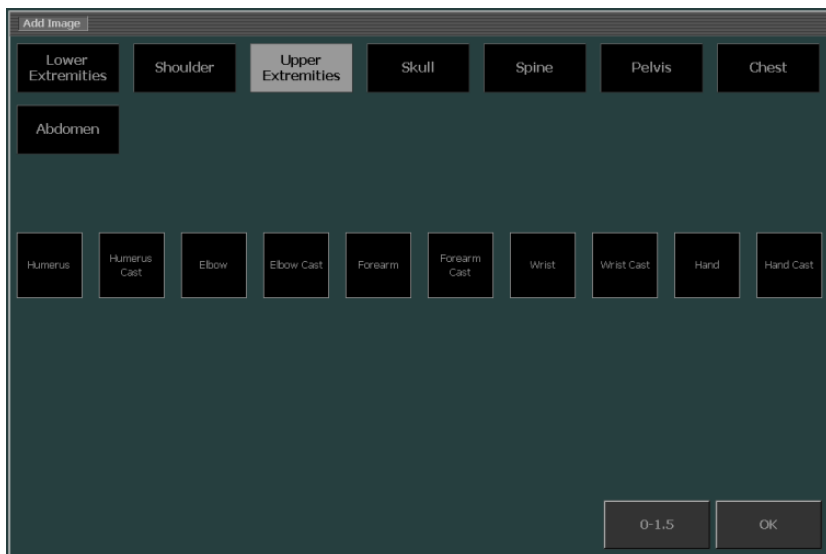 Add Image
Lower
Extremities
Shoulder
Upper
Extremities
Skull
Spine
Pelvis
Chest
Abdomen
Humerus
Humerus
Cast
Elbow
Elbow Cast
Forearm
Forearm
Cast
Wrist
Wrist Cast
Hand
Hand Cast
0-1.5
OK